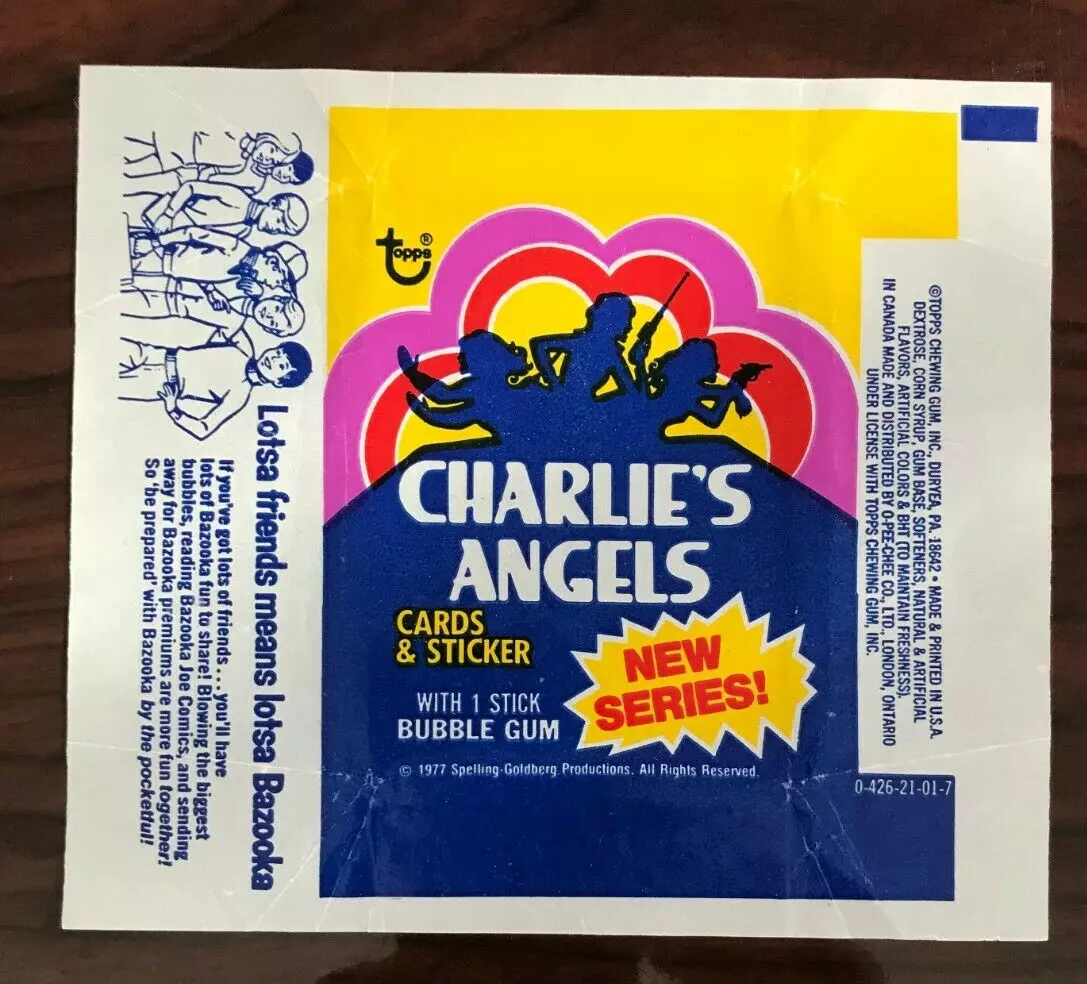 topps®
CHARLIE'S
ANGELS
CARDS
& STICKER
WITH 1 STICK
BUBBLE GUM
NEW
SERIES!
© 1977 Spelling-Goldberg Productions. All Rights Reserved.
Lotsa friends means lotsa Bazooka
If you've got lots of friends...you'll have
lots of Bazooka fun to share! Blowing the biggest
bubbles, reading Bazooka Joe Comics, and sending
away for Bazooka premiums are more fun together!
So 'be prepared' with Bazooka by the pocketful!
©TOPPS CHEWING GUM, INC., DURYEA, PA. 18642 • MADE & PRINTED IN U.S.A.
DEXTROSE, CORN SYRUP, GUM BASE, SOFTENERS, NATURAL & ARTIFICIAL
FLAVORS, ARTIFICIAL COLORS & BHT (TO MAINTAIN FRESHNESS).
IN CANADA MADE AND DISTRIBUTED BY O-PEE-CHEE CO., LTD., LONDON, ONTARIO
UNDER LICENSE WITH TOPPS CHEWING GUM, INC.
0-426-21-01-7